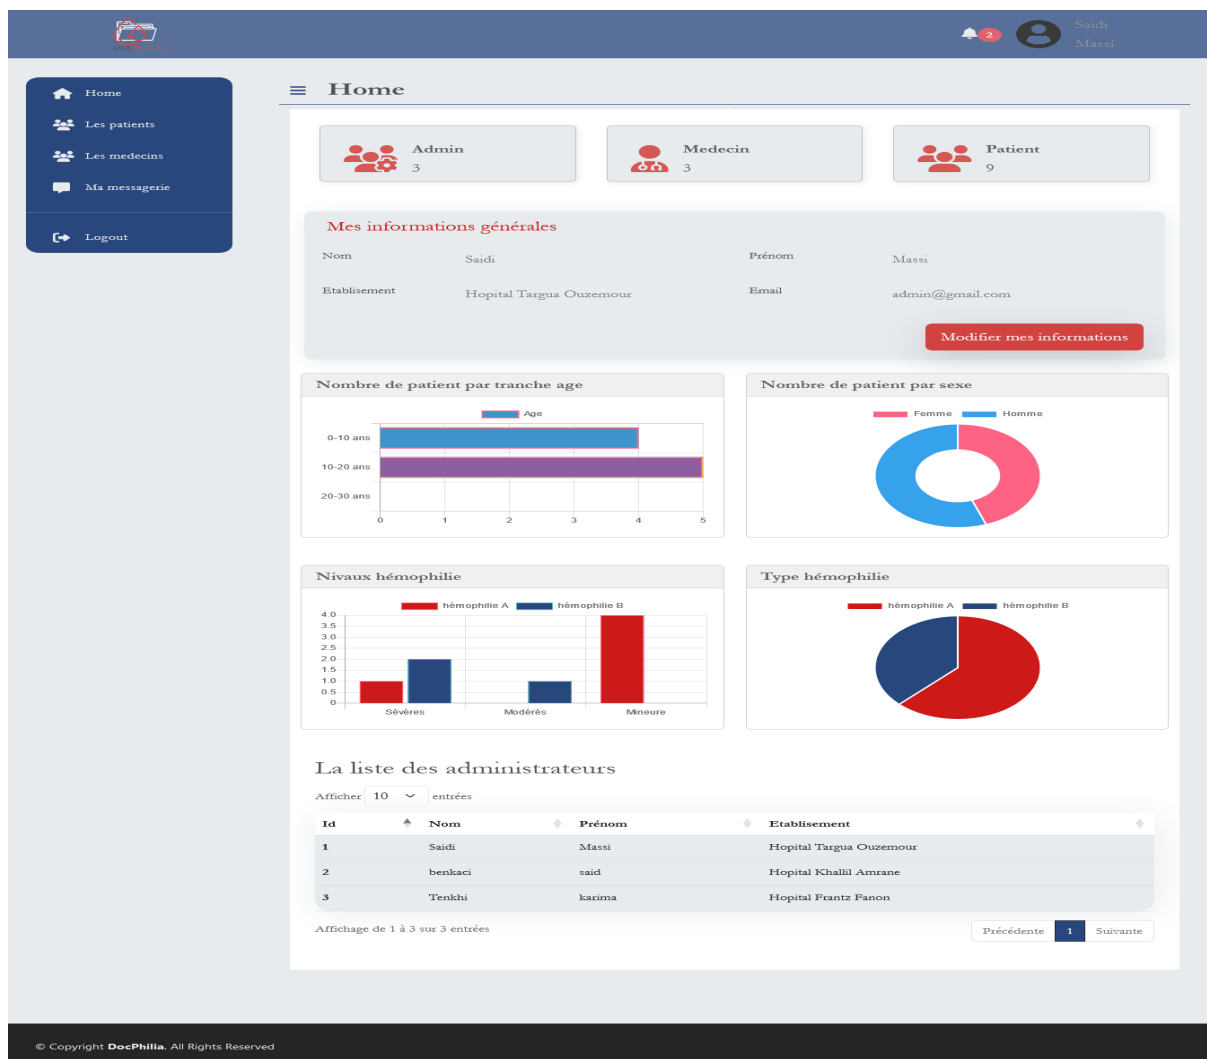 2
Saidi
Massi
Home
Les patients
Les medecins
Ma messagerie
Logout
Home
Admin
3
Medecin
3
Patient
9
Mes informations générales
Nom Saidi Prénom Massi
Etablisement Hopital Targua Ouzemour Email admin@gmail.com
Modifier mes informations
Nombre de patient par tranche age
Age
0-10 ans
10-20 ans
20-30 ans
0 1 2 3 4 5
Nombre de patient par sexe
Femme Homme
Nivaux hémophilie
hémophilie A hémophilie B
4.0
3.5
3.0
2.5
2.0
1.5
1.0
0.5
0
Sévères Modérés Mineure
Type hémophilie
hémophilie A hémophilie B
La liste des administrateurs
Afficher 10 entrées
Id Nom Prénom Etablisement
1 Saidi Massi Hopital Targua Ouzemour
2 benkaci said Hopital Khallil Amrane
3 Tenkhi karima Hopital Frantz Fanon
Affichage de 1 à 3 sur 3 entrées
Précédente 1 Suivante
© Copyright DocPhilia. All Rights Reserved